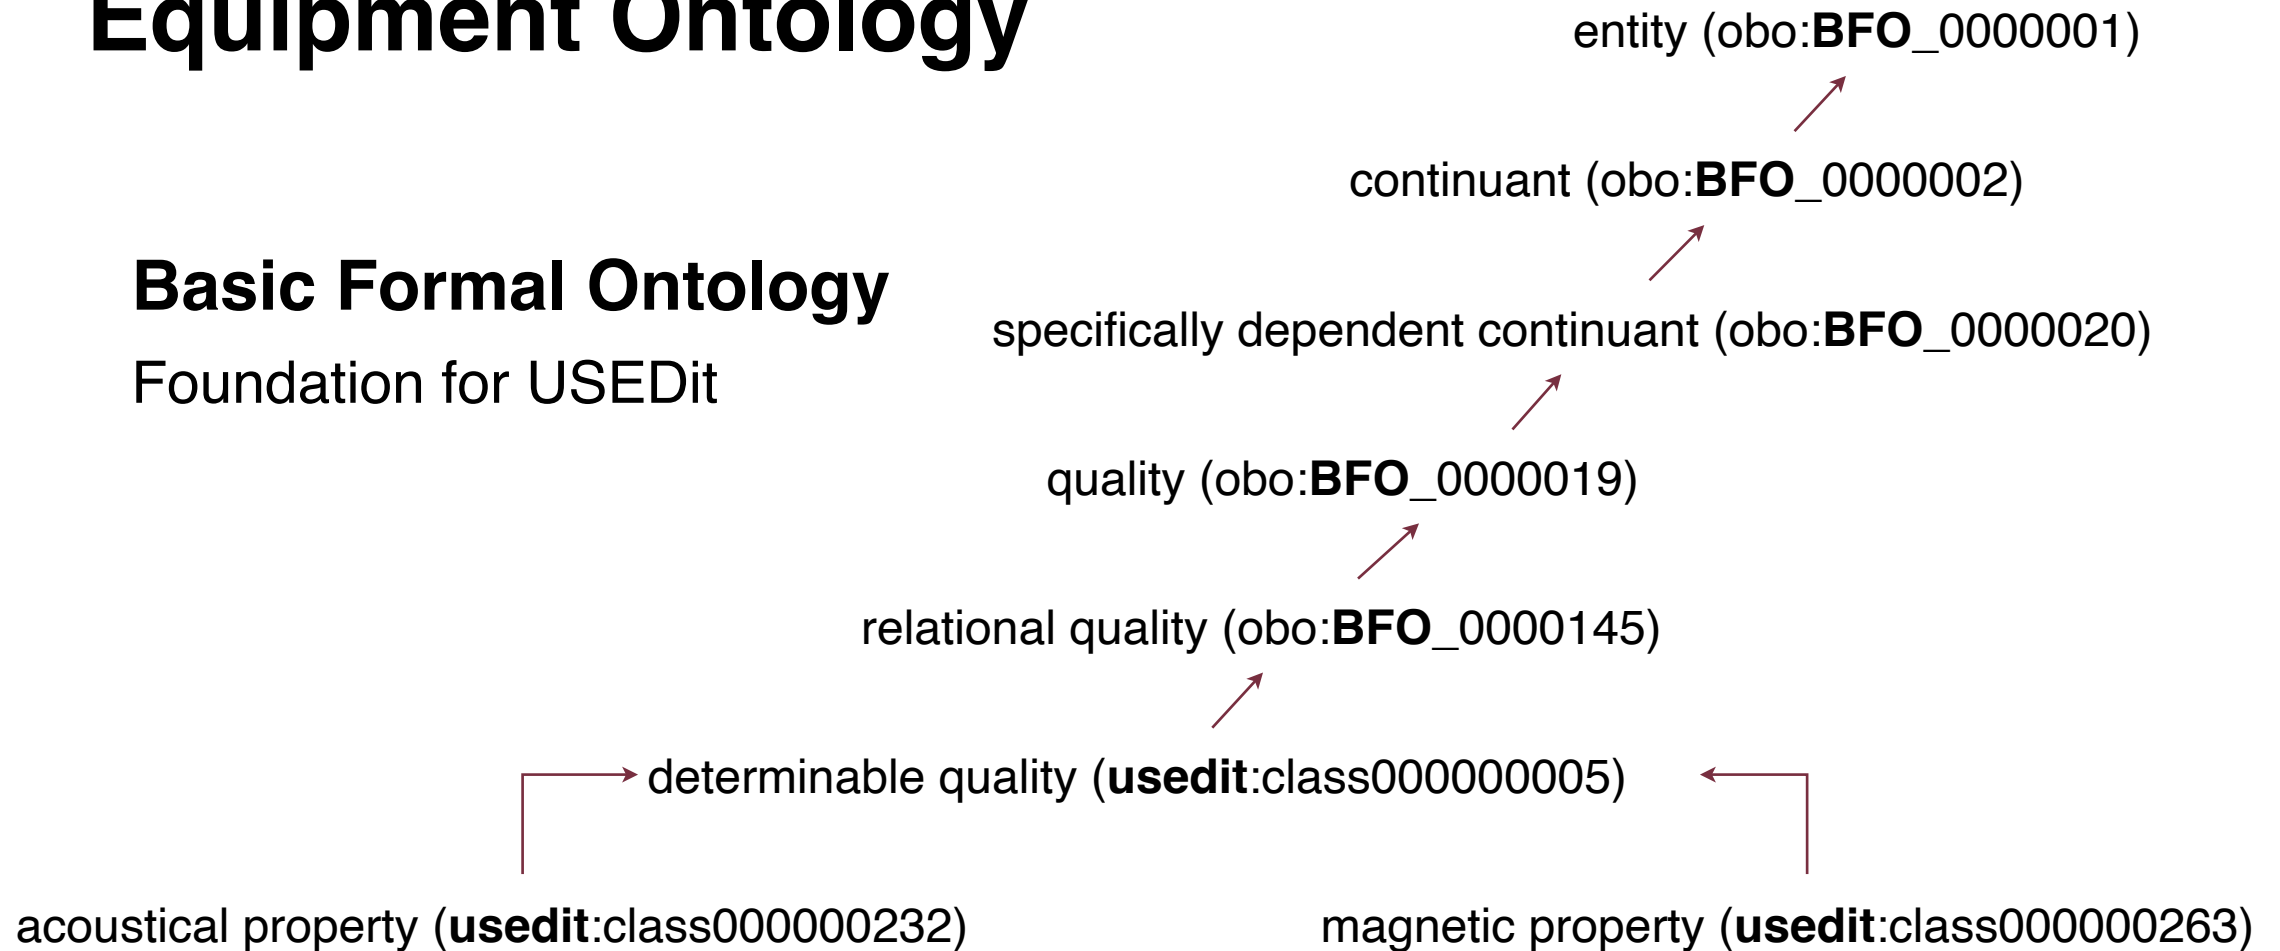 Equipment Ontology
Basic Formal Ontology
Foundation for USEDit
entity (obo:BFO_0000001)
continuant (obo:BFO_0000002)
specifically dependent continuant (obo:BFO_0000020)
quality (obo:BFO_0000019)
relational quality (obo:BFO_0000145)
determinable quality (usedit:class000000005)
acoustical property (usedit:class000000232)
magnetic property (usedit:class000000263)